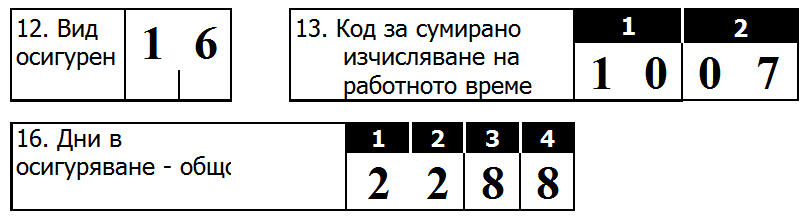 12. Вид
осигурен
1 6
13. Код за сумирано
изчисляване на
работното време
1 2
1 0 0 7
16. Дни в
осигуряване - общо
1 2 3 4
2 2 8 8